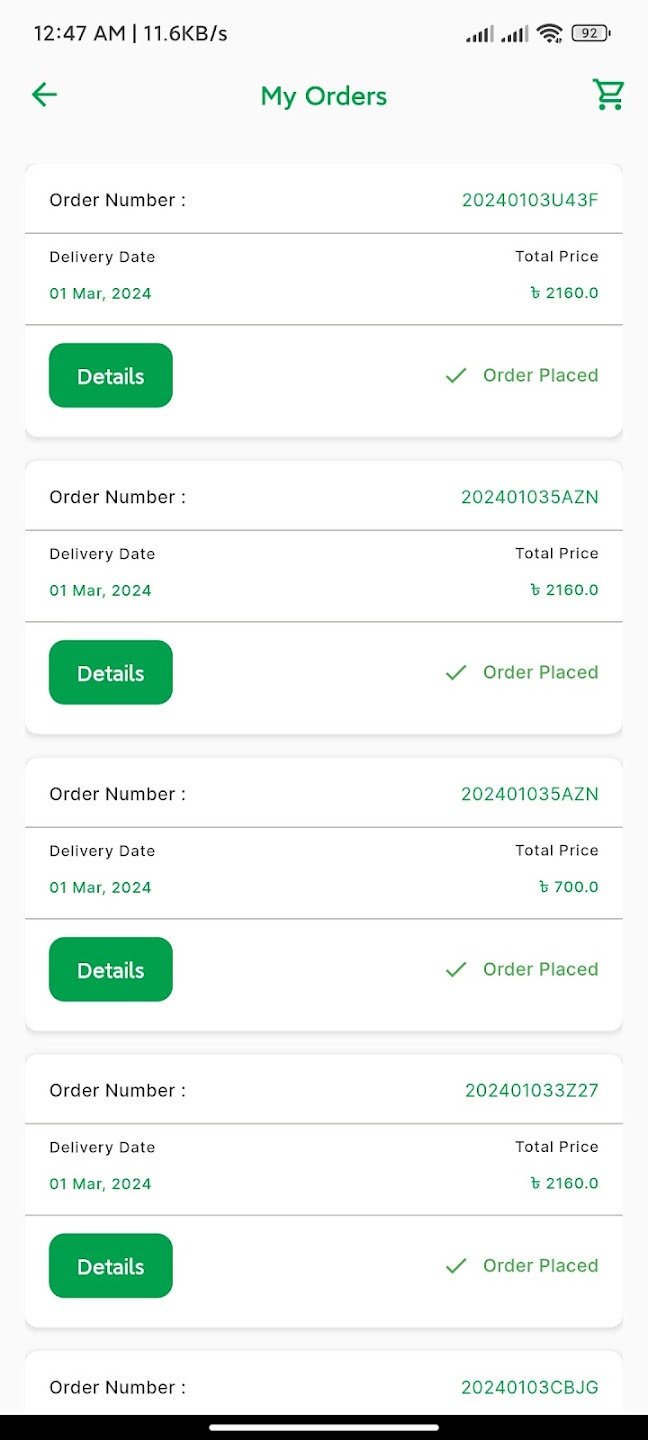 12:47 AM | 11.6KB/s 92
My Orders
Order Number : 20240103U43F
Delivery Date Total Price
01 Mar, 2024 ৳ 2160.0
Details Order Placed
Order Number : 202401035AZN
Delivery Date Total Price
01 Mar, 2024 ৳ 2160.0
Details Order Placed
Order Number : 202401035AZN
Delivery Date Total Price
01 Mar, 2024 ৳ 700.0
Details Order Placed
Order Number : 202401033Z27
Delivery Date Total Price
01 Mar, 2024 ৳ 2160.0
Details Order Placed
Order Number : 20240103CBJG